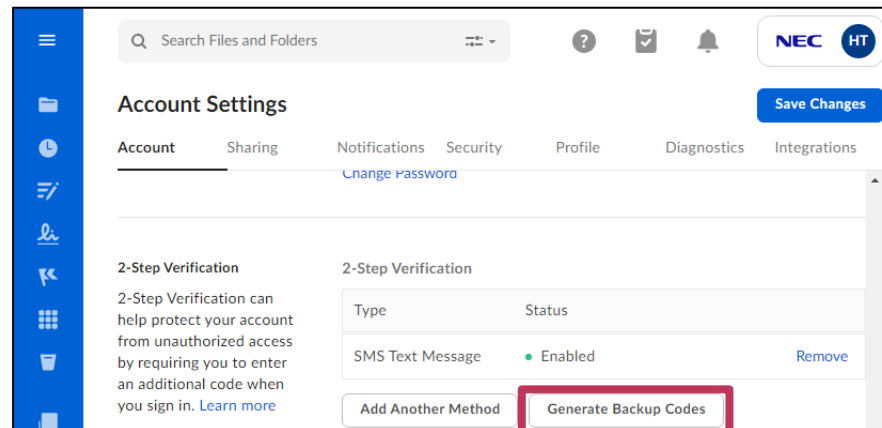 Search Files and Folders
?
NEC
HT
Account Settings
Save Changes
Account
Sharing
Notifications
Security
Profile
Diagnostics
Integrations
Change Password
2-Step Verification
2-Step Verification can
help protect your account
from unauthorized access
by requiring you to enter
an additional code when
you sign in. Learn more
2-Step Verification
Type
Status
SMS Text Message
Enabled
Remove
Add Another Method
Generate Backup Codes